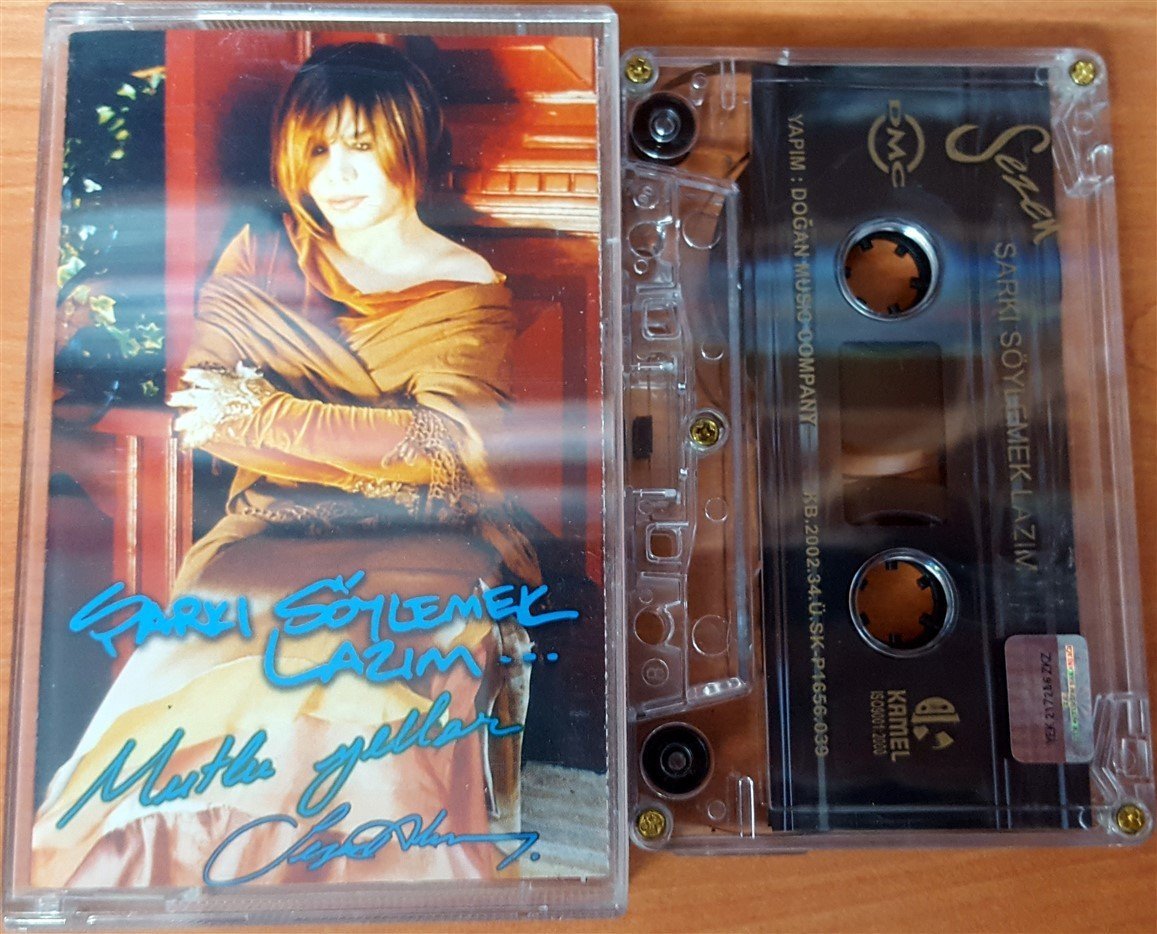 ŞARKI SÖYLEMEK
LAZIM...
Mutlu yıllar
Sezen
ŞARKI SÖYLEMEK LAZIM
DMC
YAPIM : DOĞAN MUSIC COMPANY
KB.2002.34.Ü.SK-P1656.039
KAMEL
ISO9001:2000